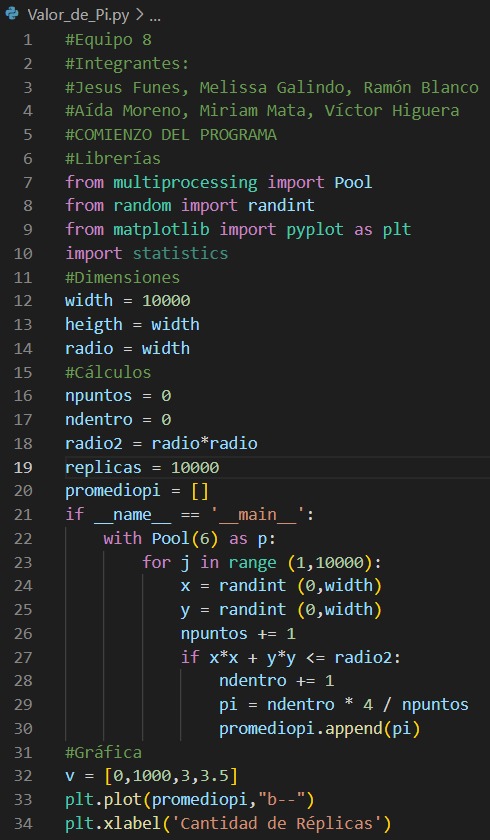 Valor_de_Pi.py > ...
1 #Equipo 8
2 #Integrantes:
3 #Jesus Funes, Melissa Galindo, Ramón Blanco
4 #Aída Moreno, Miriam Mata, Víctor Higuera
5 #COMIENZO DEL PROGRAMA
6 #Librerías
7 from multiprocessing import Pool
8 from random import randint
9 from matplotlib import pyplot as plt
10 import statistics
11 #Dimensiones
12 width = 10000
13 heigth = width
14 radio = width
15 #Cálculos
16 npuntos = 0
17 ndentro = 0
18 radio2 = radio*radio
19 replicas = 10000
20 promediopi = []
21 if __name__ == '__main__':
22     with Pool(6) as p:
23         for j in range (1,10000):
24             x = randint (0,width)
25             y = randint (0,width)
26             npuntos += 1
27             if x*x + y*y <= radio2:
28                 ndentro += 1
29                 pi = ndentro * 4 / npuntos
30                 promediopi.append(pi)
31 #Gráfica
32 v = [0,1000,3,3.5]
33 plt.plot(promediopi,"b--")
34 plt.xlabel('Cantidad de Réplicas')